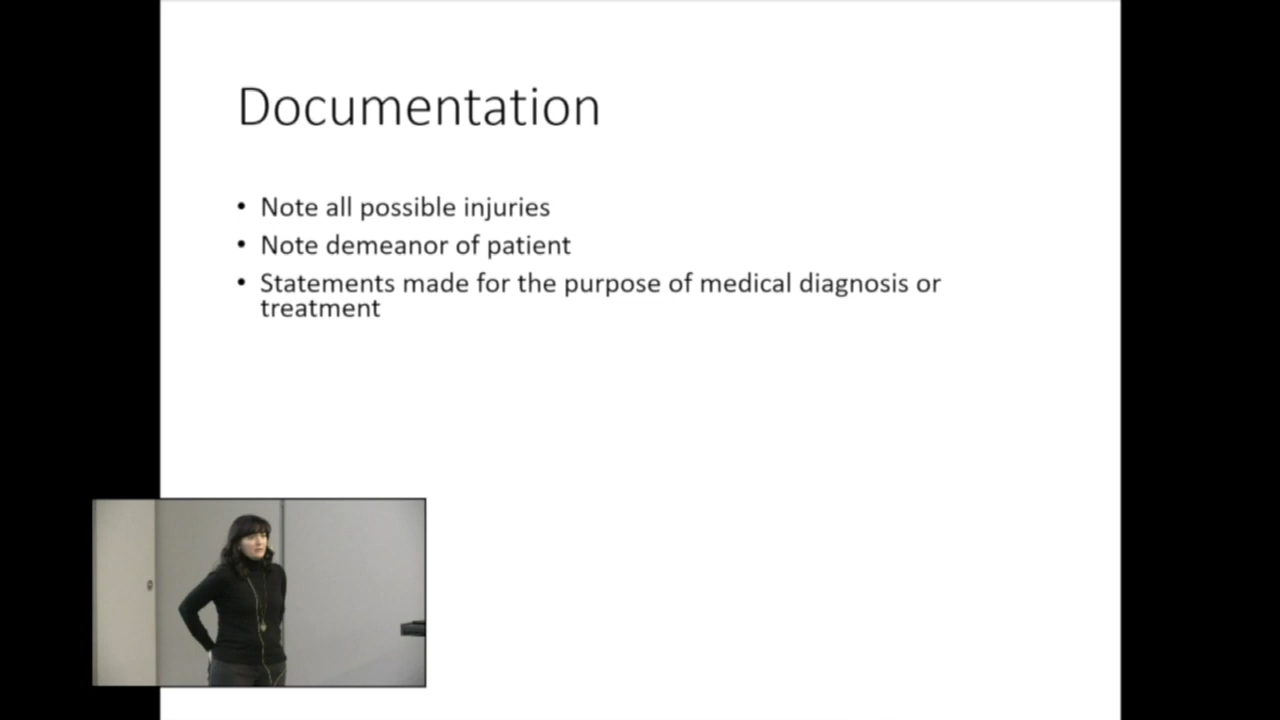 Documentation
• Note all possible injuries
• Note demeanor of patient
• Statements made for the purpose of medical diagnosis or
treatment